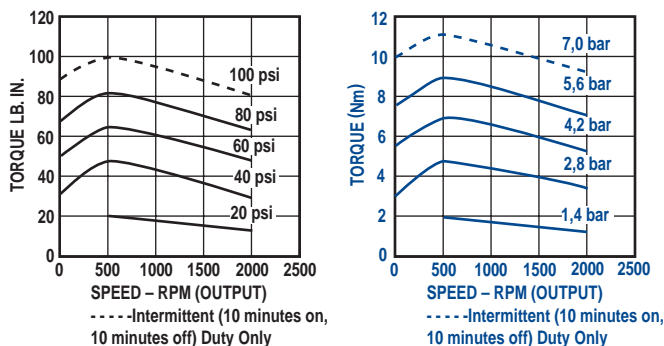 TORQUE LB.IN.
120
100
80
60
40
20
0
100 psi
80 psi
60 psi
40 psi
20 psi
0 500 1000 1500 2000 2500
SPEED – RPM (OUTPUT)
-----Intermittent (10 minutes on,
10 minutes off) Duty Only
TORQUE (Nm)
12
10
8
6
4
2
0
7,0 bar
5,6 bar
4,2 bar
2,8 bar
1,4 bar
0 500 1000 1500 2000 2500
SPEED – RPM (OUTPUT)
-----Intermittent (10 minutes on,
10 minutes off) Duty Only